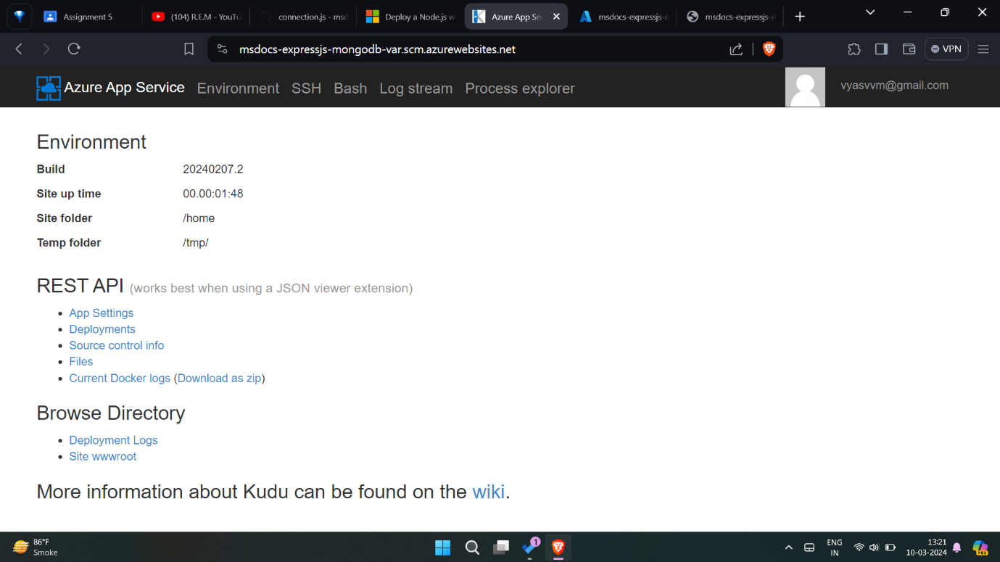 Assignment 5
(104) R.E.M - YouTu
connection.js - msd
Deploy a Node.js w
Azure App Se
msdocs-expressjs-
msdocs-expressjs-
msdocs-expressjs-mongodb-var.scm.azurewebsites.net
VPN
Azure App Service Environment SSH Bash Log stream Process explorer
vyasvvm@gmail.com
Environment
Build 20240207.2
Site up time 00.00:01:48
Site folder /home
Temp folder /tmp/
REST API (works best when using a JSON viewer extension)
App Settings
Deployments
Source control info
Files
Current Docker logs (Download as zip)
Browse Directory
Deployment Logs
Site wwwroot
More information about Kudu can be found on the wiki.
86°F
Smoke
1
ENG
IN
13:21
10-03-2024
PRE